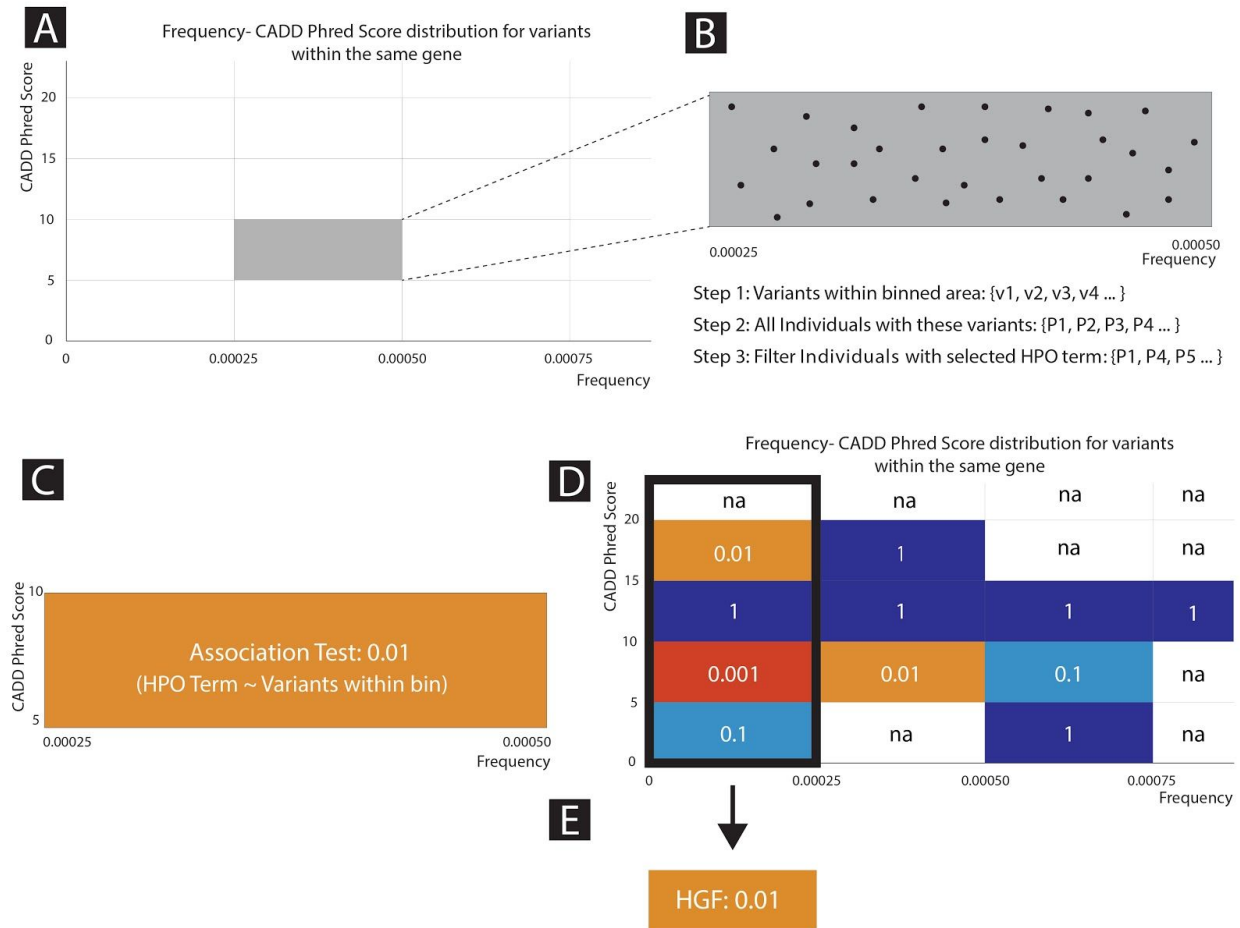 A
Frequency- CADD Phred Score distribution for variants
within the same gene
CADD Phred Score
20
15
10
5
0
0
0.00025
0.00050
0.00075
Frequency
B
0.00025
0.00050
Frequency
Step 1: Variants within binned area: {v1, v2, v3, v4 ... }
Step 2: All Individuals with these variants: {P1, P2, P3, P4 ... }
Step 3: Filter Individuals with selected HPO term: {P1, P4, P5 ... }
C
CADD Phred Score
10
5
Association Test: 0.01
(HPO Term ~ Variants within bin)
0.00025
0.00050
Frequency
D
Frequency- CADD Phred Score distribution for variants
within the same gene
CADD Phred Score
na na na na
20
0.01 1 na na
15
1 1 1 1
10
0.001 0.01 0.1 na
5
0.1 na 1 na
0
0
0.00025
0.00050
0.00075
Frequency
E
HGF: 0.01